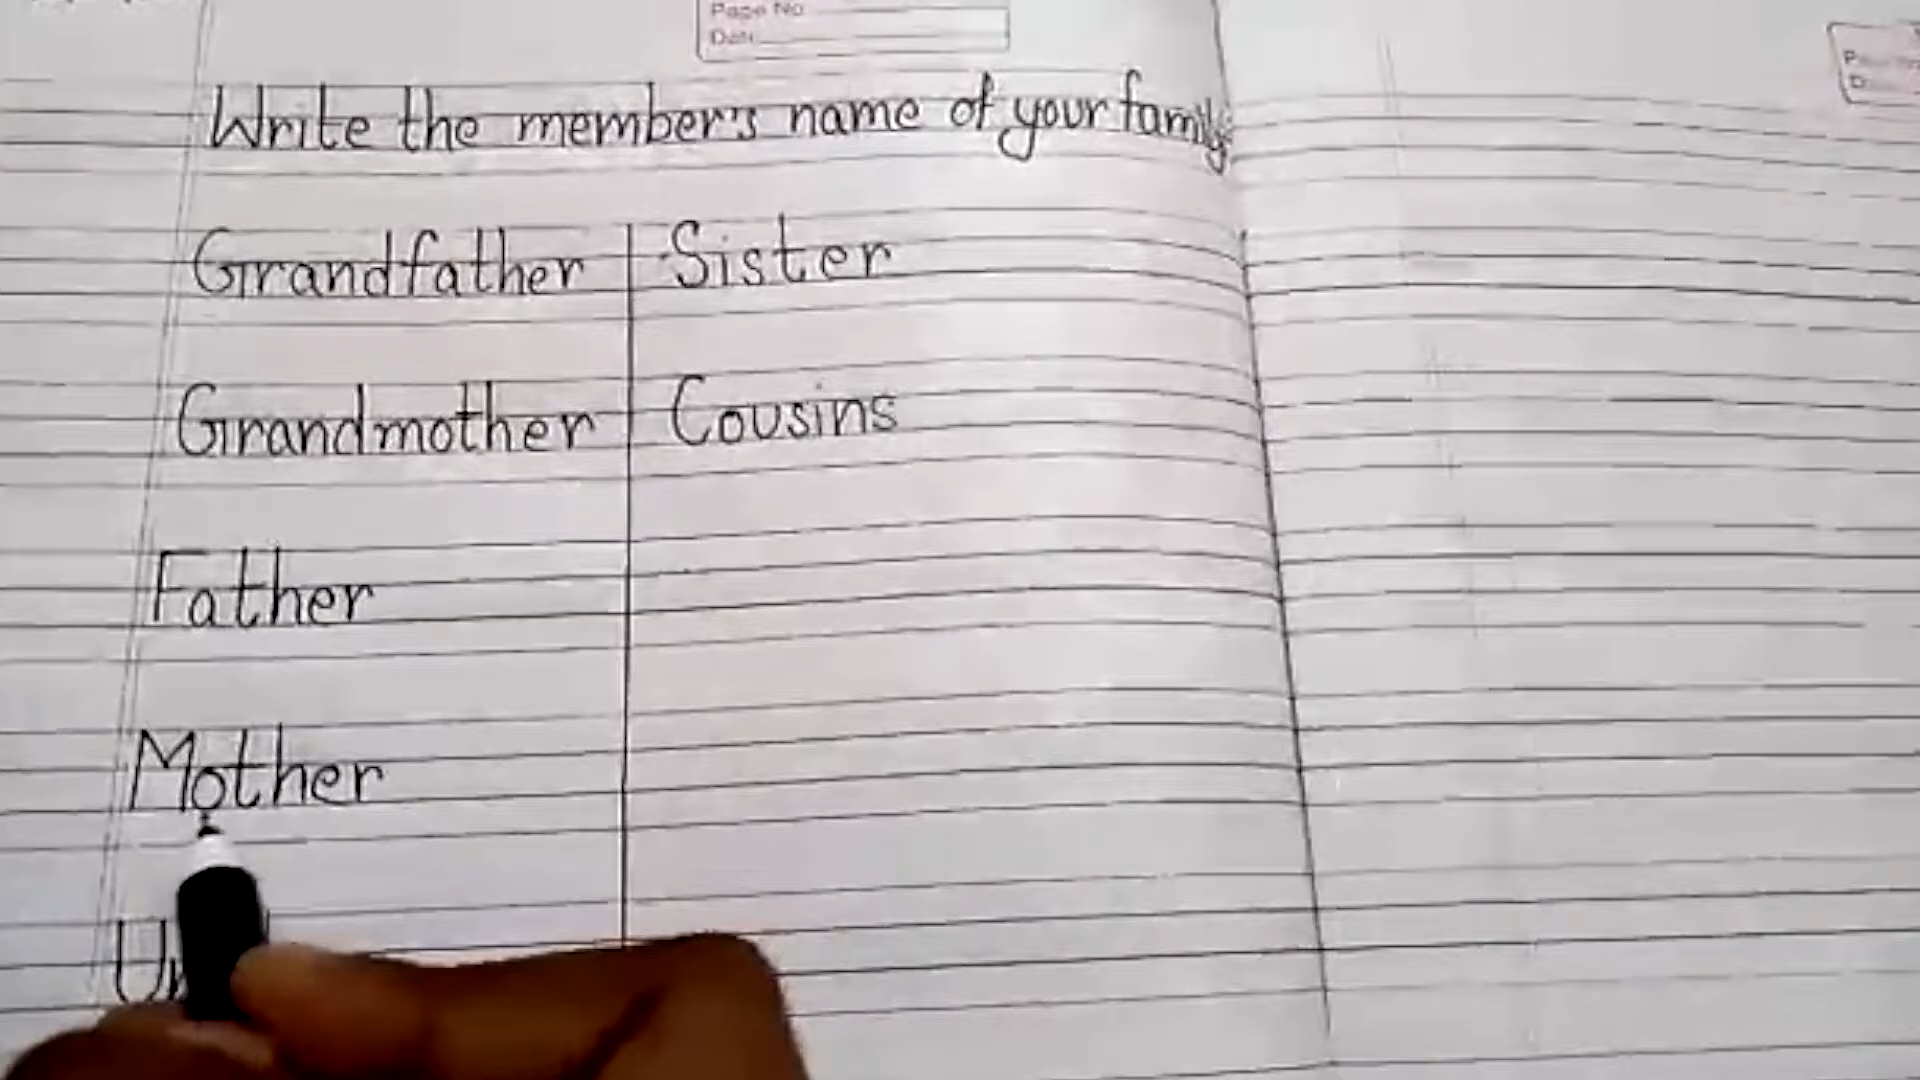 Page No
Date
Write the member's name of your family
Grandfather
Grandmother
Father
Mother
Sister
Cousins